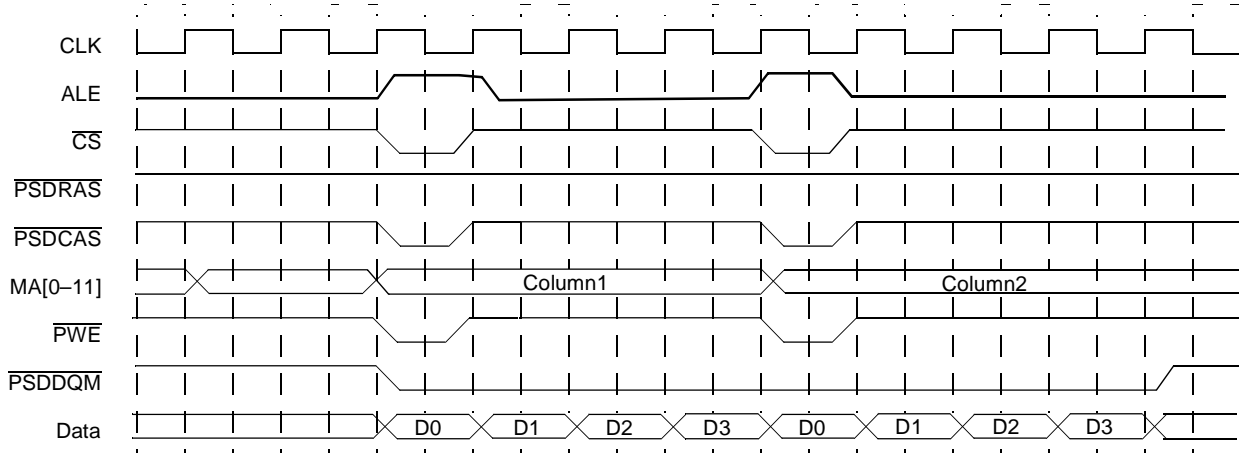 CLK
ALE
CS
PSDRAS
PSDCAS
MA[0–11] Column1 Column2
PWE
PSDDQM
Data D0 D1 D2 D3 D0 D1 D2 D3